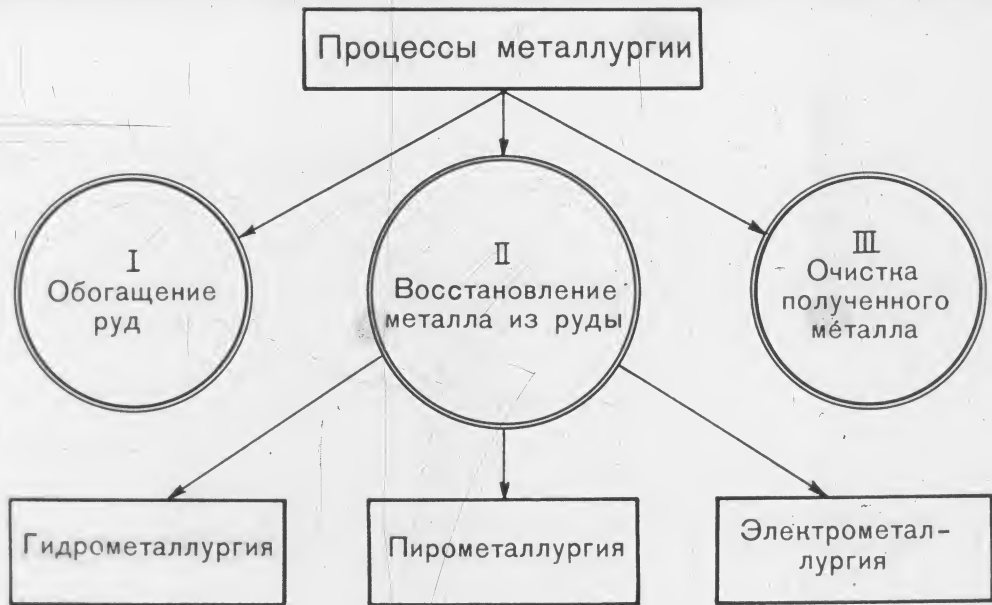 Процессы металлургии
I
Обогащение
руд
II
Восстановление
металла из руды
III
Очистка
полученного
металла
Гидрометаллургия
Пирометаллургия
Электрометал-
лургия